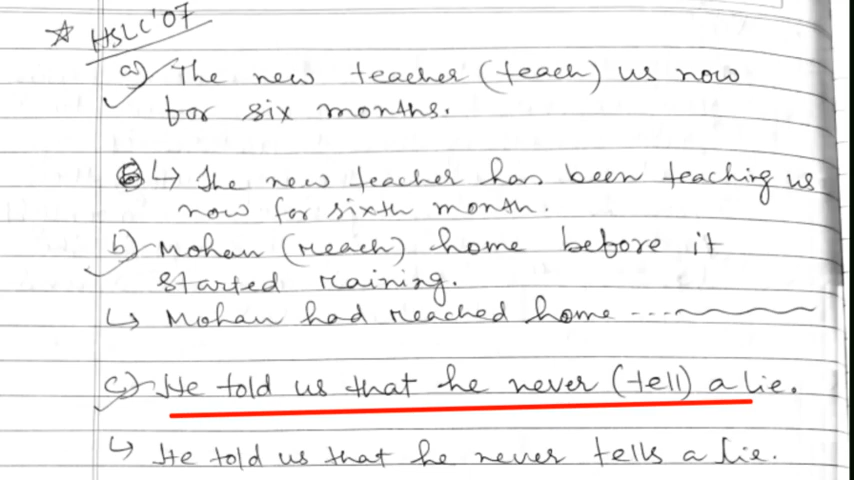 ☆ HSLC'07
a) The new teacher (teach) us now
for six months.
↳ The new teacher has been teaching us
now for sixth month.
b) Mohan (reach) home before it
started raining.
↳ Mohan had reached home ---
c) He told us that he never (tell) a lie.
↳ He told us that he never tells a lie.